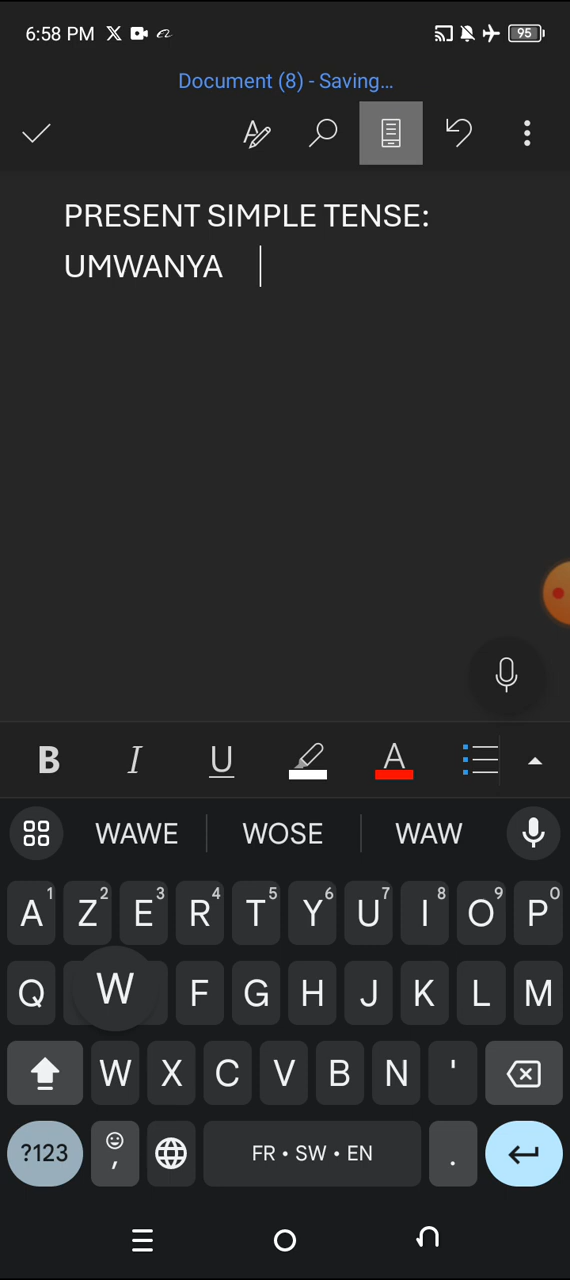 6:58 PM X 95
Document (8) - Saving...
PRESENT SIMPLE TENSE:
UMWANYA
B I U A
WAWE WOSE WAW
A1 Z2 E3 R4 T5 Y6 U7 I8 O9 P0
Q W F G H J K L M
W X C V B N '
?123 , FR • SW • EN .